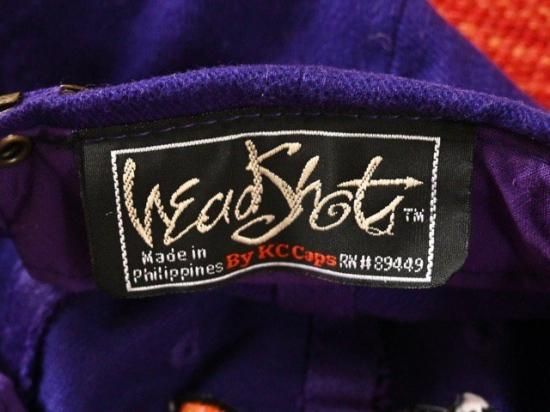 HeadShots™
Made in
Philippines By KC Caps RN#89449